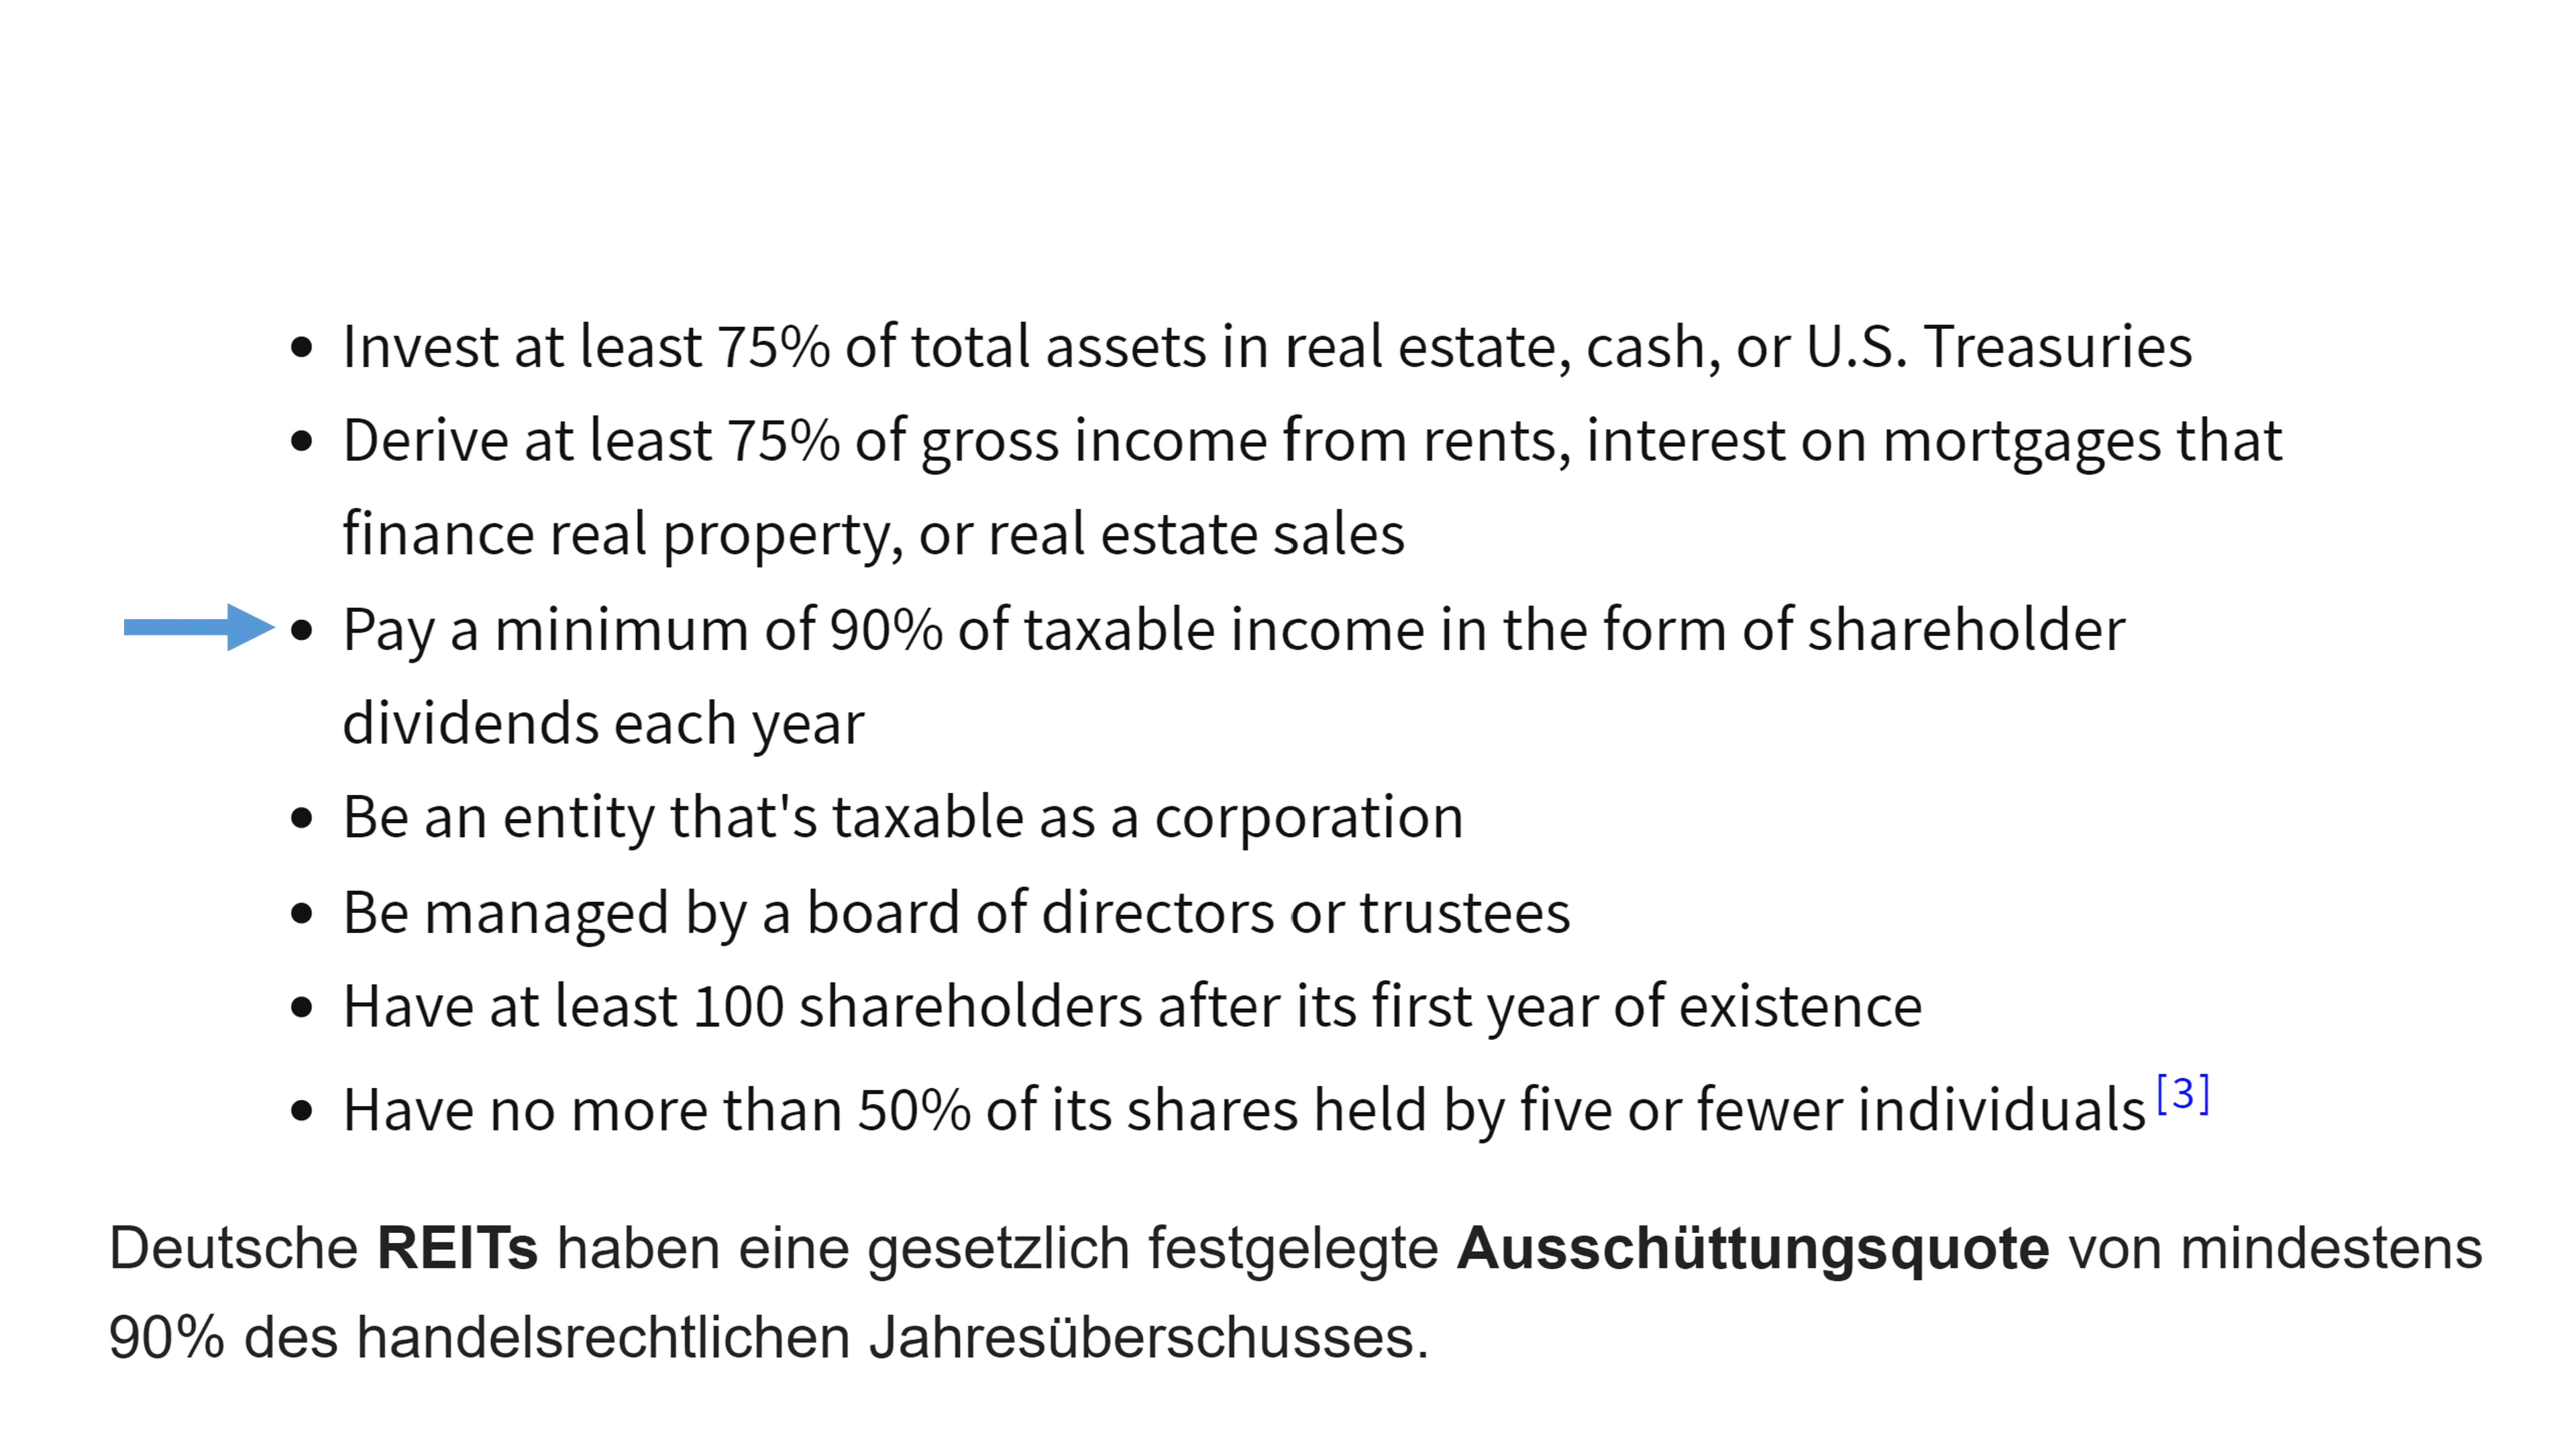 • Invest at least 75% of total assets in real estate, cash, or U.S. Treasuries
• Derive at least 75% of gross income from rents, interest on mortgages that
finance real property, or real estate sales
• Pay a minimum of 90% of taxable income in the form of shareholder
dividends each year
• Be an entity that's taxable as a corporation
• Be managed by a board of directors or trustees
• Have at least 100 shareholders after its first year of existence
• Have no more than 50% of its shares held by five or fewer individuals [3]
Deutsche REITs haben eine gesetzlich festgelegte Ausschüttungsquote von mindestens
90% des handelsrechtlichen Jahresüberschusses.